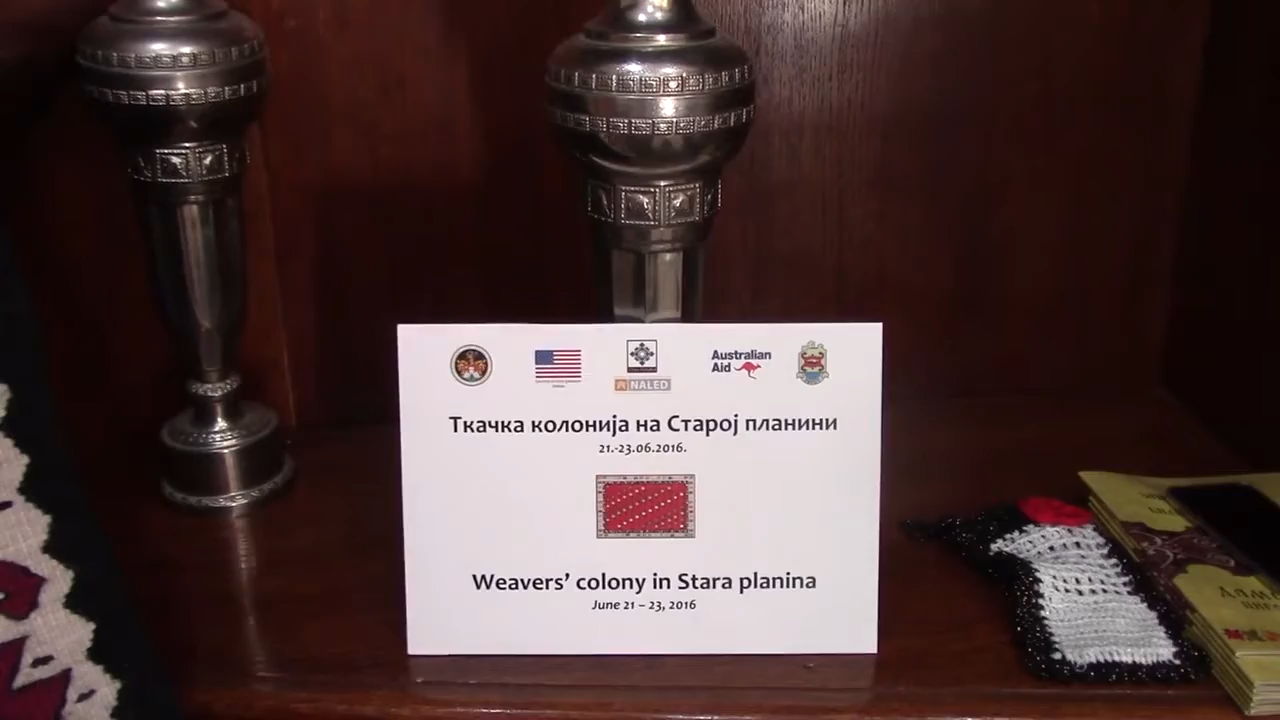 NALED
Australian
Aid
Ткачка колонија на Старој планини
21.-23.06.2016.
Weavers' colony in Stara planina
June 21 – 23, 2016